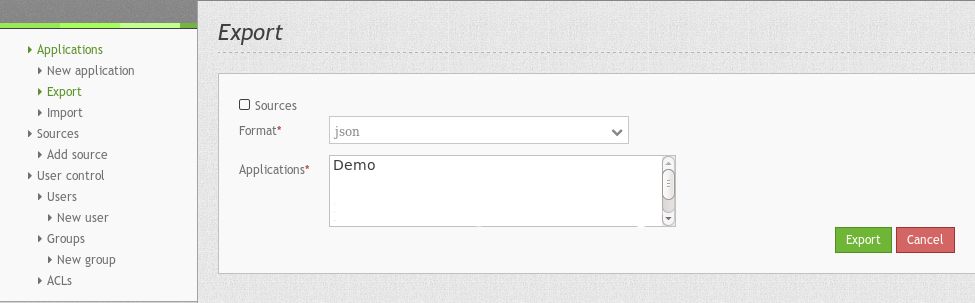 Applications
New application
Export
Import
Sources
Add source
User control
Users
New user
Groups
New group
ACLs
Export
Sources
Format*
json
Applications*
Demo
Export
Cancel